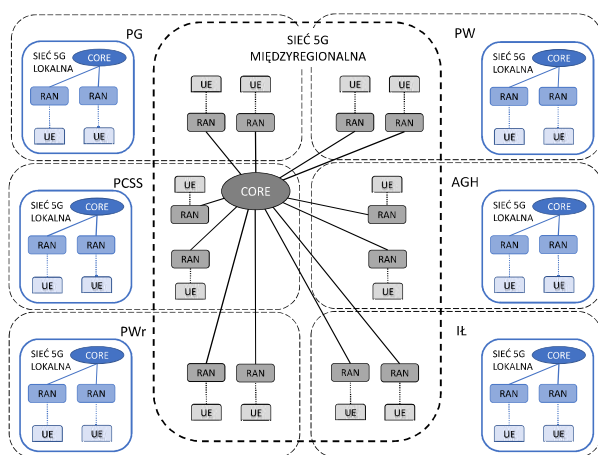 PG
SIEĆ 5G
LOKALNA
CORE
RAN
RAN
UE
UE
SIEĆ 5G
MIĘDZYREGIONALNA
UE
UE
UE
UE
RAN
RAN
RAN
RAN
PW
SIEĆ 5G
LOKALNA
CORE
RAN
RAN
UE
UE
PCSS
SIEĆ 5G
LOKALNA
CORE
RAN
RAN
UE
UE
UE
RAN
CORE
RAN
UE
UE
RAN
RAN
UE
AGH
SIEĆ 5G
LOKALNA
CORE
RAN
RAN
UE
UE
PWr
SIEĆ 5G
LOKALNA
CORE
RAN
RAN
UE
UE
RAN
RAN
RAN
RAN
UE
UE
UE
UE
IŁ
SIEĆ 5G
LOKALNA
CORE
RAN
RAN
UE
UE